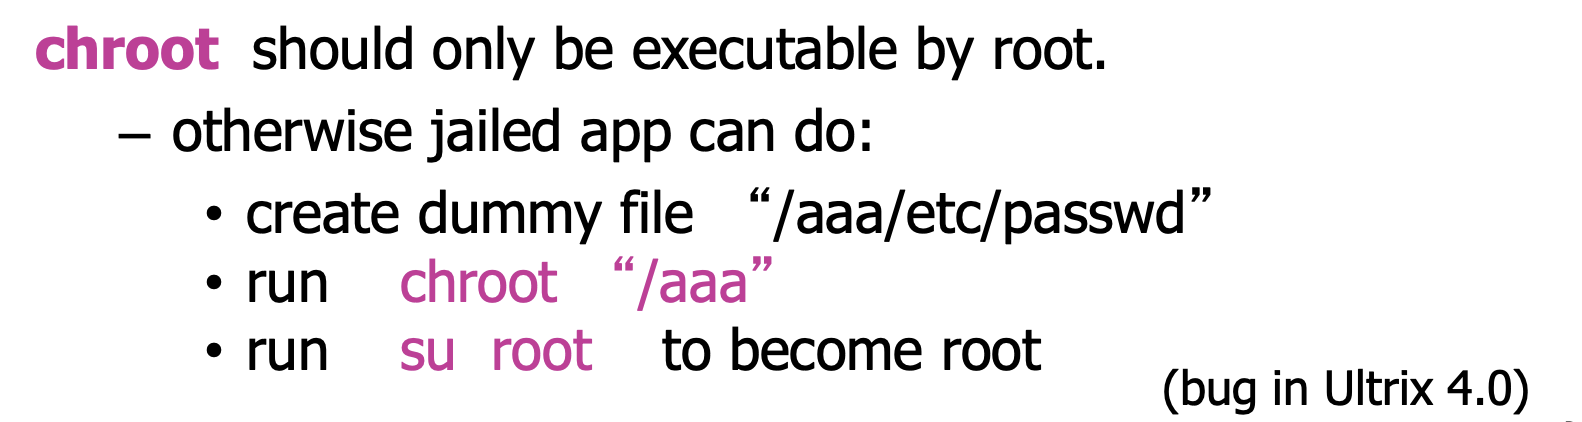 chroot should only be executable by root.
– otherwise jailed app can do:
• create dummy file “/aaa/etc/passwd”
• run chroot “/aaa”
• run su root to become root
(bug in Ultrix 4.0)